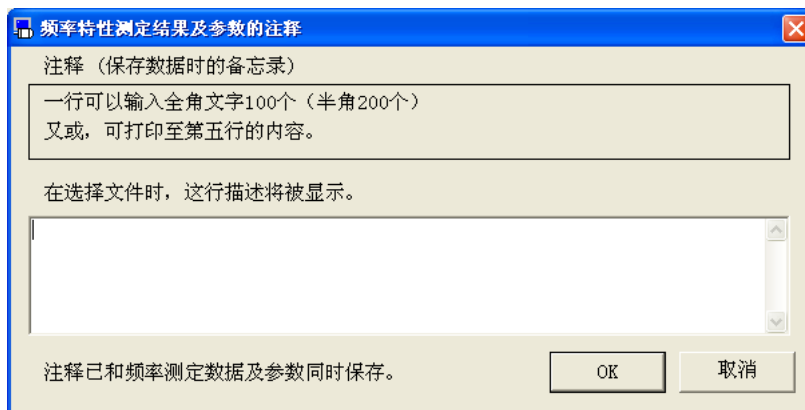 频率特性测定结果及参数的注释
注释（保存数据时的备忘录）
一行可以输入全角文字100个（半角200个）
又或，可打印至第五行的内容。
在选择文件时，这行描述将被显示。
注释已和频率测定数据及参数同时保存。
OK
取消